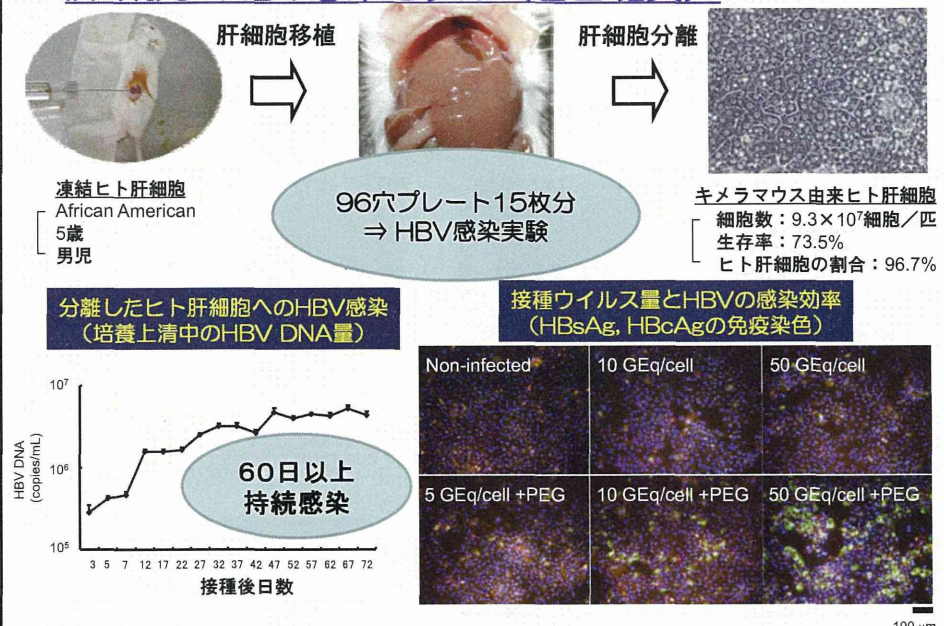 肝細胞移植
肝細胞分離
凍結ヒト肝細胞
African American
5歳
男児
96穴プレート15枚分
⇒ HBV感染実験
キメラマウス由来ヒト肝細胞
細胞数：9.3×10⁷細胞／匹
生存率：73.5%
ヒト肝細胞の割合：96.7%
分離したヒト肝細胞へのHBV感染
（培養上清中のHBV DNA量）
HBV DNA
(copies/mL)
10⁷
10⁶
10⁵
60日以上
持続感染
3 5 7 12 17 22 27 32 37 42 47 52 57 62 67 72
接種後日数
接種ウイルス量とHBVの感染効率
（HBsAg, HBcAgの免疫染色）
Non-infected
10 GEq/cell
50 GEq/cell
5 GEq/cell +PEG
10 GEq/cell +PEG
50 GEq/cell +PEG